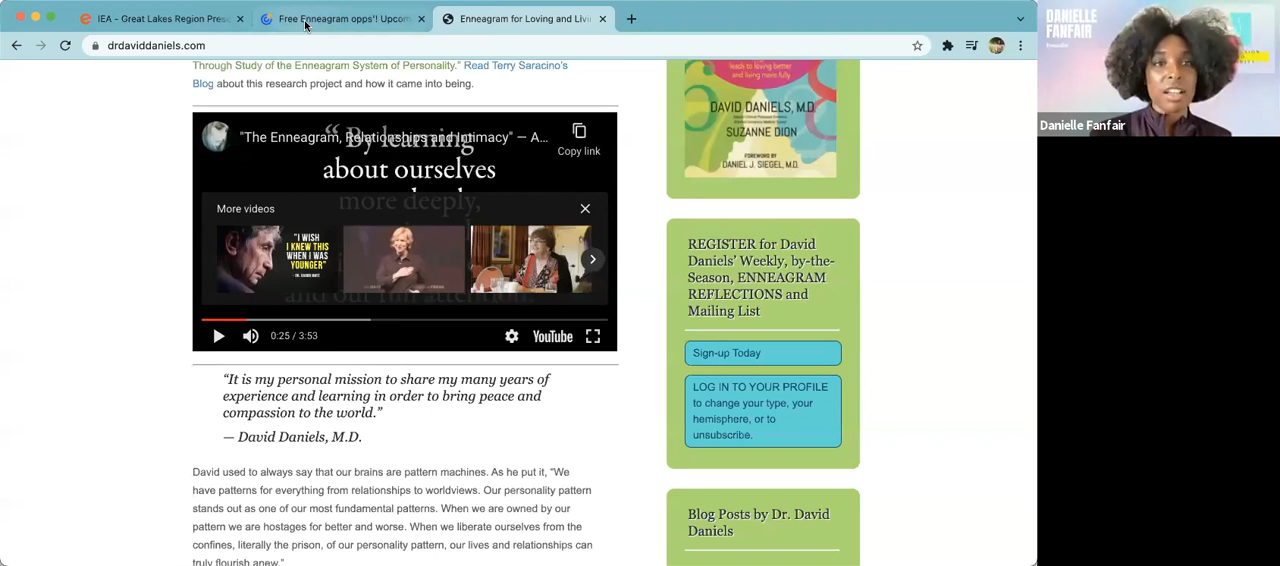 IEA - Great Lakes Region Pres
Free Enneagram opps'! Upcom
Enneagram for Loving and Livi
drdaviddaniels.com
Through Study of the Enneagram System of Personality." Read Terry Saracino's
Blog about this research project and how it came into being.
"The Enneagram, Relationships and Intimacy" — A...
Copy link
"By learning
about ourselves
more deeply,
More videos
"I WISH
I KNEW THIS
WHEN I WAS
YOUNGER"
0:25 / 3:53
YouTube
"It is my personal mission to share my many years of
experience and learning in order to bring peace and
compassion to the world."
— David Daniels, M.D.
David used to always say that our brains are pattern machines. As he put it, "We
have patterns for everything from relationships to worldviews. Our personality pattern
stands out as one of our most fundamental patterns. When we are owned by our
pattern we are hostages for better and worse. When we liberate ourselves from the
confines, literally the prison, of our personality pattern, our lives and relationships can
truly flourish anew."
leads to loving better
and living more fully
DAVID DANIELS, M.D.
SUZANNE DION
FOREWORD BY
DANIEL J. SIEGEL, M.D.
REGISTER for David
Daniels' Weekly, by-the-
Season, ENNEAGRAM
REFLECTIONS and
Mailing List
Sign-up Today
LOG IN TO YOUR PROFILE
to change your type, your
hemisphere, or to
unsubscribe.
Blog Posts by Dr. David
Daniels
DANIELLE
FANFAIR
Danielle Fanfair